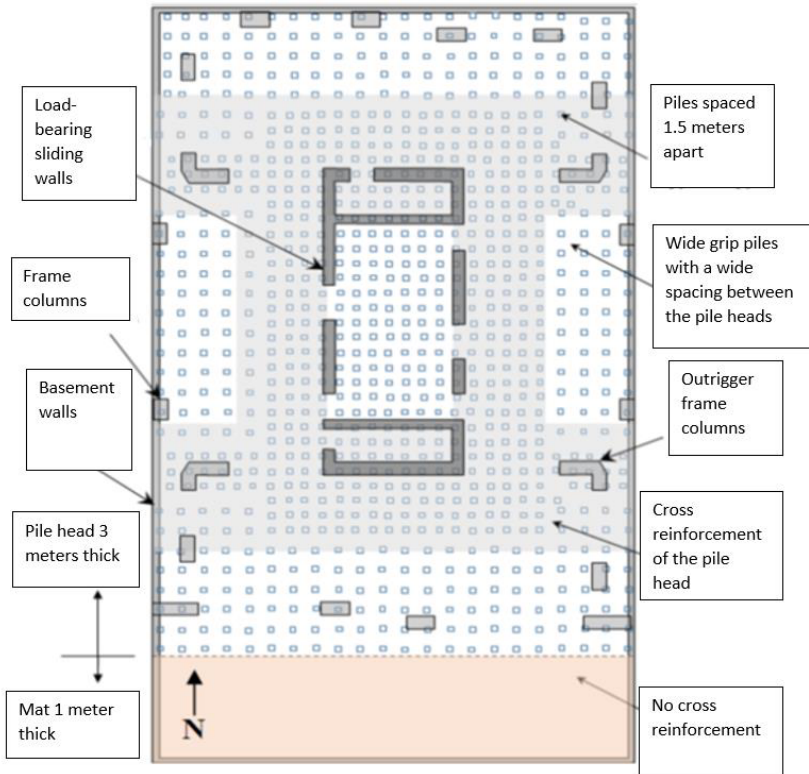 Load-
bearing
sliding
walls
Frame
columns
Basement
walls
Pile head 3
meters thick
Mat 1 meter
thick
N
Piles spaced
1.5 meters
apart
Wide grip piles
with a wide
spacing between
the pile heads
Outrigger
frame
columns
Cross
reinforcement
of the pile
head
No cross
reinforcement